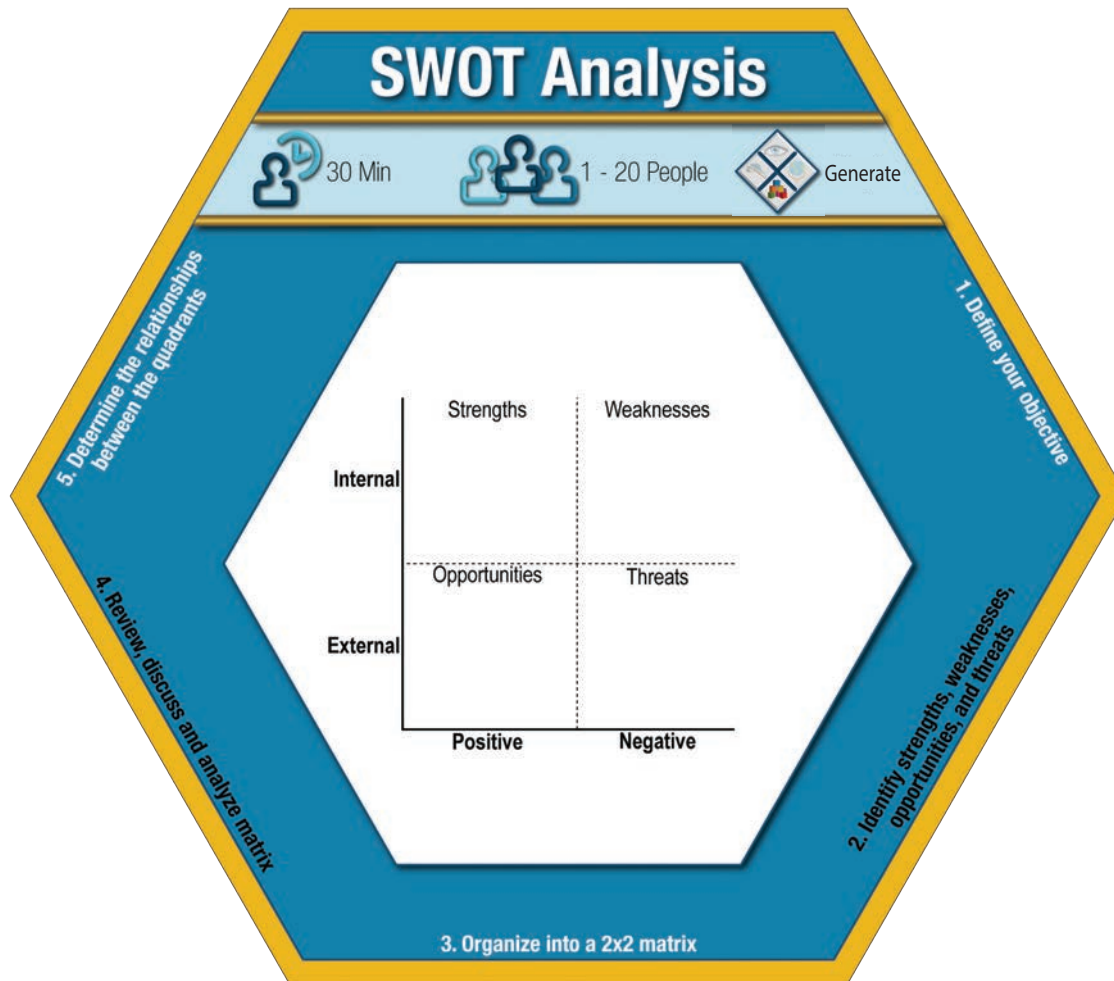 SWOT Analysis
30 Min
1 - 20 People
Generate
1. Define your objective
2. Identify strengths, weaknesses,
opportunities, and threats
3. Organize into a 2x2 matrix
4. Review, discuss and analyze matrix
5. Determine the relationships
between the quadrants
Strengths
Weaknesses
Internal
Opportunities
Threats
External
Positive
Negative